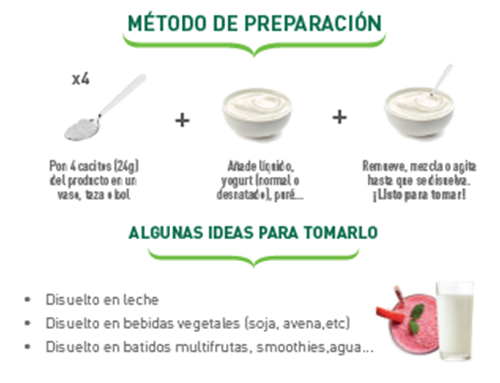 MÉTODO DE PREPARACIÓN
x4
+
+
Pon 4 cacitos (24g)
del producto en un
vaso, taza o bol
Añade líquido,
yogurt (normal o
desnatado), puré...
Remueve, mezcla o agita
hasta que se disuelva.
¡Listo para tomar!
ALGUNAS IDEAS PARA TOMARLO
• Disuelto en leche
• Disuelto en bebidas vegetales (soja, avena,etc)
• Disuelto en batidos multifrutas, smoothies,agua...